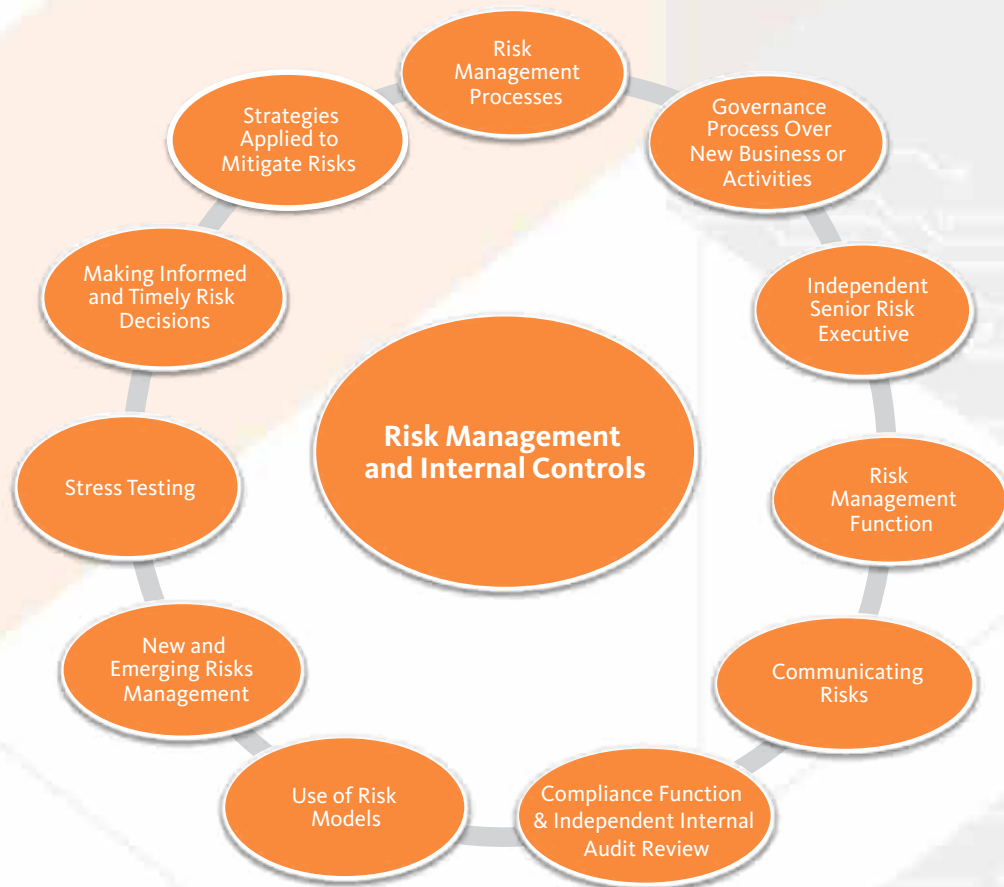 Risk
Management
Processes
Governance
Process Over
New Business or
Activities
Independent
Senior Risk
Executive
Risk
Management
Function
Communicating
Risks
Compliance Function
& Independent Internal
Audit Review
Use of Risk
Models
New and
Emerging Risks
Management
Stress Testing
Making Informed
and Timely Risk
Decisions
Strategies
Applied to
Mitigate Risks
Risk Management
and Internal Controls